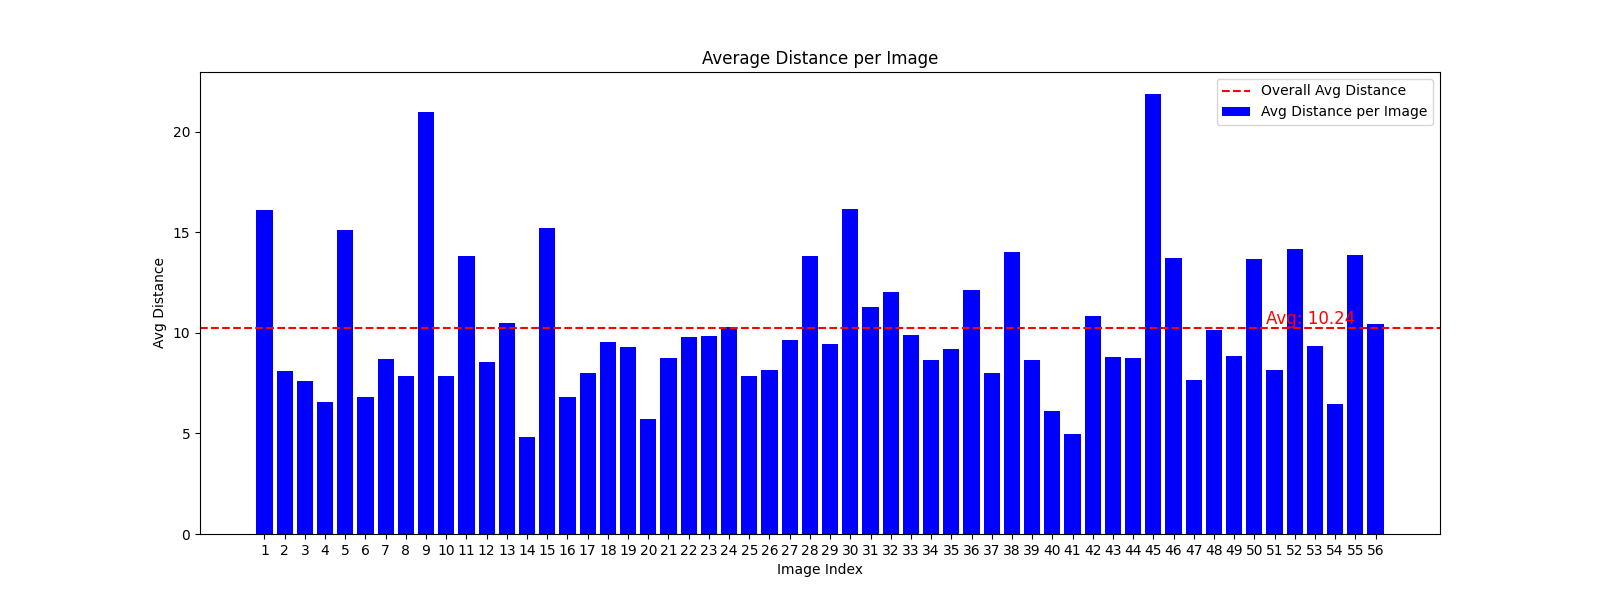 Average Distance per Image
Overall Avg Distance
Avg Distance per Image
Avg Distance
20
15
10
5
0
Avg: 10.24
1 2 3 4 5 6 7 8 9 10 11 12 13 14 15 16 17 18 19 20 21 22 23 24 25 26 27 28 29 30 31 32 33 34 35 36 37 38 39 40 41 42 43 44 45 46 47 48 49 50 51 52 53 54 55 56
Image Index